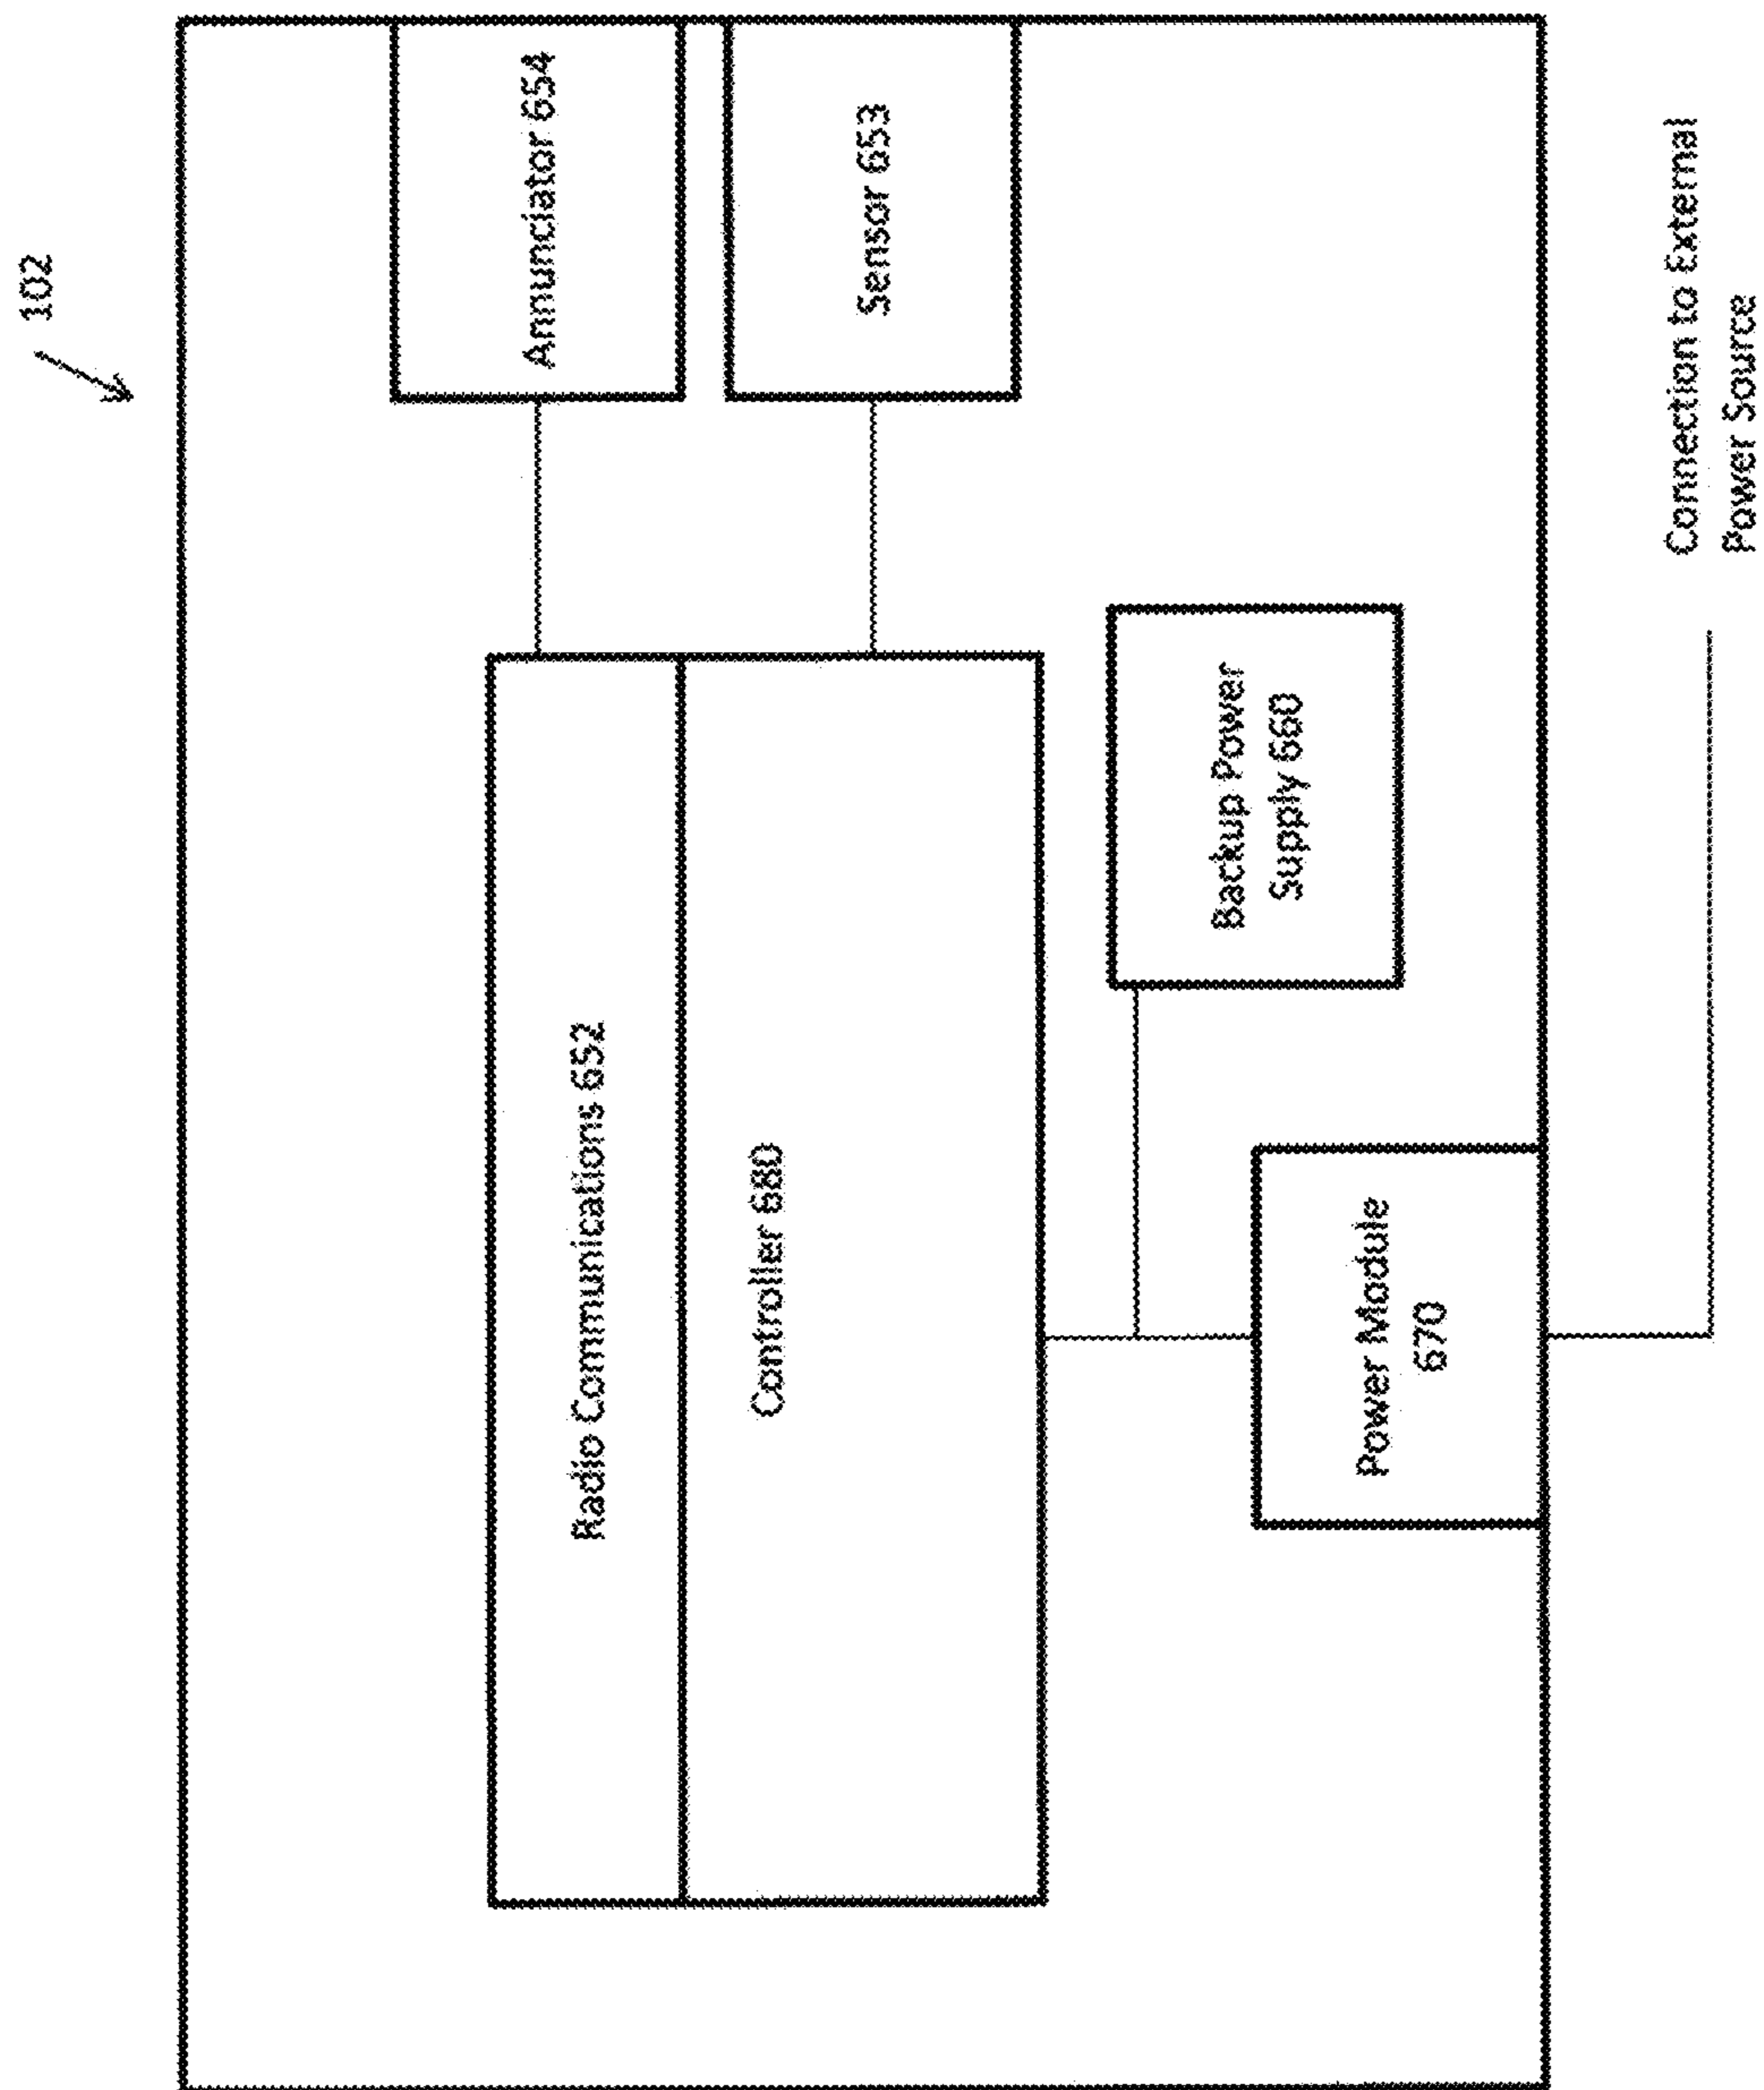 102
Annunciator 654
Sensor 653
Radio Communications 652
Controller 680
Backup Power
Supply 660
Power Module
670
Connection to External
Power Source